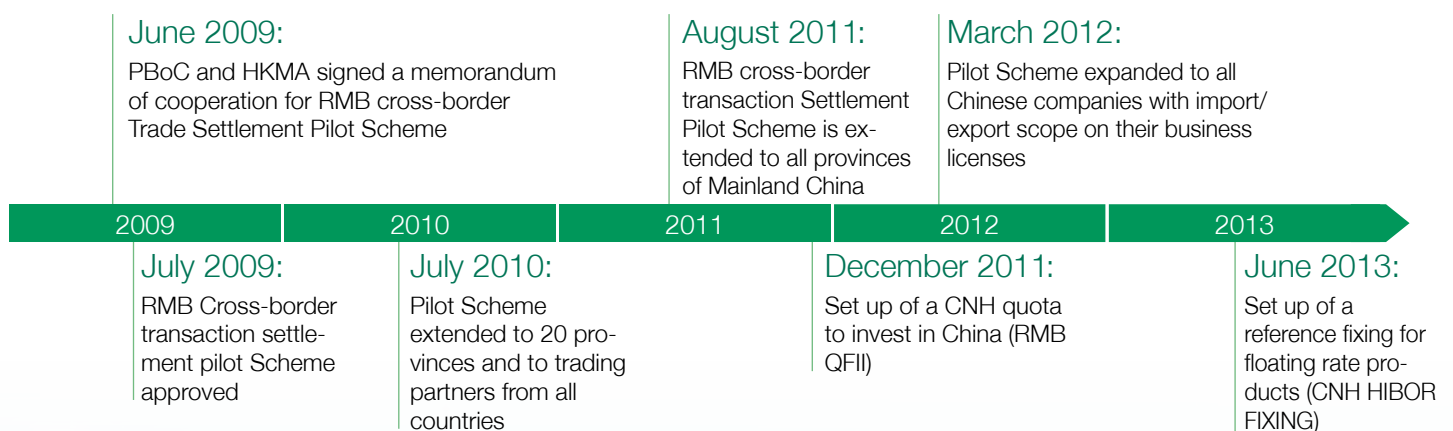 June 2009:
PBoC and HKMA signed a memorandum
of cooperation for RMB cross-border
Trade Settlement Pilot Scheme
August 2011:
RMB cross-border
transaction Settlement
Pilot Scheme is ex-
tended to all provinces
of Mainland China
March 2012:
Pilot Scheme expanded to all
Chinese companies with import/
export scope on their business
licenses
2009
2010
2011
2012
2013
July 2009:
RMB Cross-border
transaction settle-
ment pilot Scheme
approved
July 2010:
Pilot Scheme
extended to 20 pro-
vinces and to trading
partners from all
countries
December 2011:
Set up of a CNH quota
to invest in China (RMB
QFII)
June 2013:
Set up of a
reference fixing for
floating rate pro-
ducts (CNH HIBOR
FIXING)